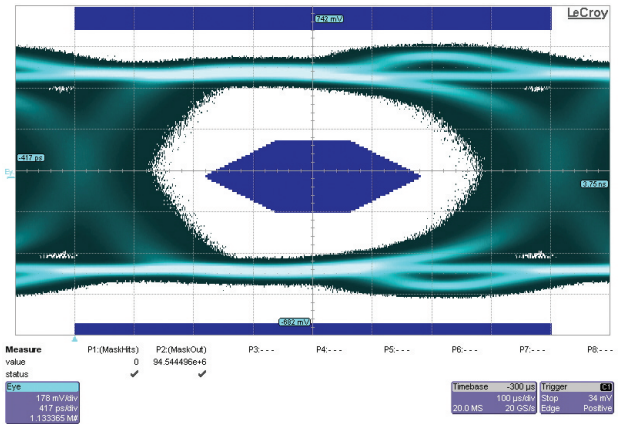 742 mV
LeCroy
-417 ps
Ey
3.75 ns
-692 mV
Measure P1:(MaskHits) P2:(MaskOut) P3:--- P4:--- P5:--- P6:--- P7:--- P8:---
value 0 94.544496e+6
status ✔ ✔
Eye
178 mV/div
417 ps/div
1.133365 M#
Timebase -300 µs
100 µs/div
20.0 MS 20 GS/s
Trigger C1
Stop 34 mV
Edge Positive